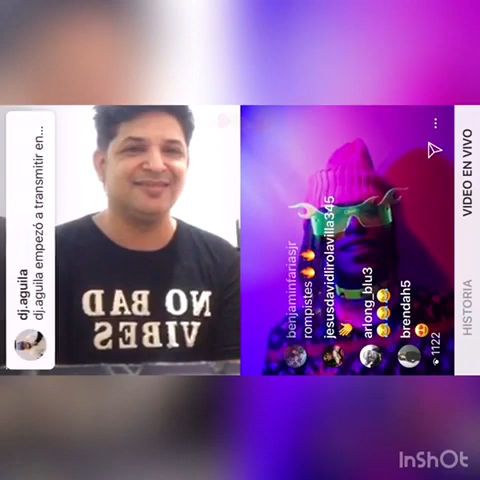 dj.aguila
dj.aguila empezó a transmitir en...
NO BAD
VIBES
benjaminfariasjr
rompistes 🔥🔥
jesusdavidlirolavilla345
👏
arlong_blu3
😂😂😂
brendah5
😍
1122
HISTORIA
VIDEO EN VIVO
InShOt